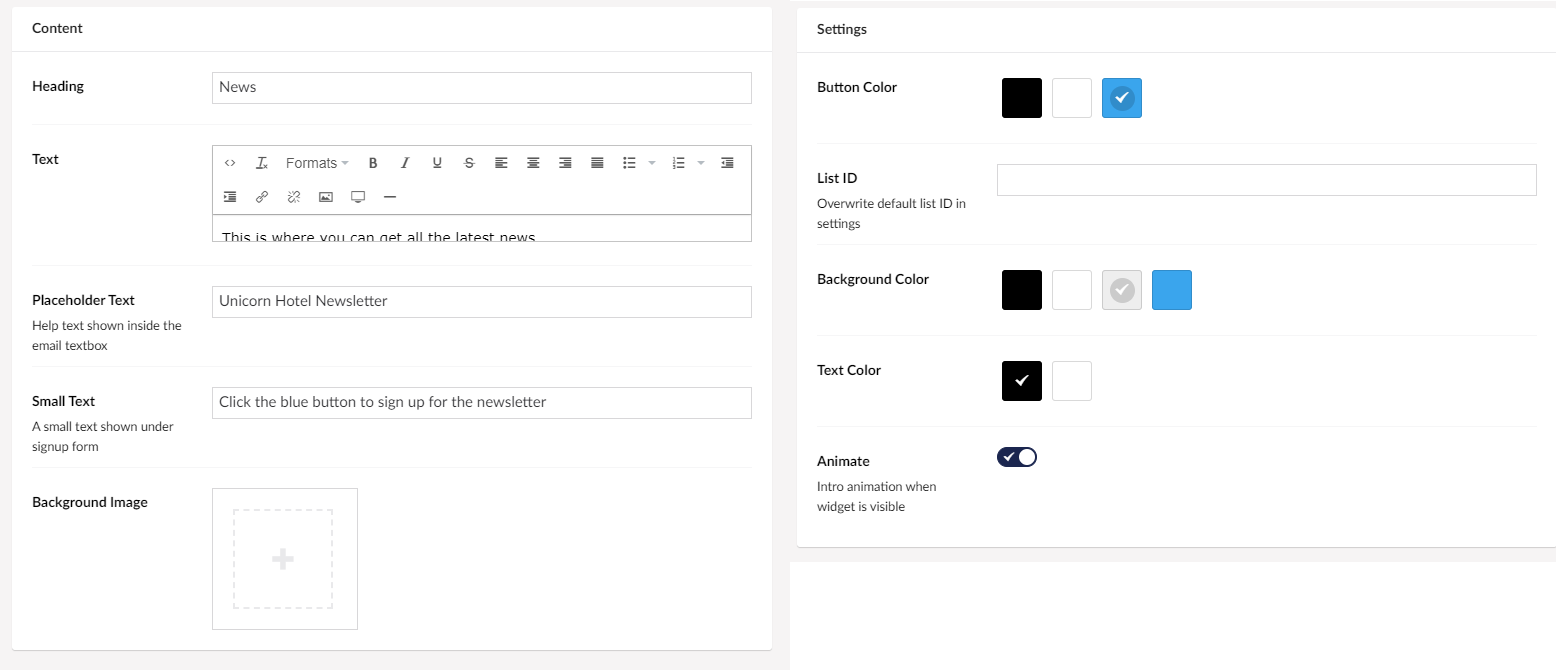 Content
Heading
News
Text
Formats
This is where you can get all the latest news
Placeholder Text
Help text shown inside the
email textbox
Unicorn Hotel Newsletter
Small Text
A small text shown under
signup form
Click the blue button to sign up for the newsletter
Background Image
Settings
Button Color
List ID
Overwrite default list ID in
settings
Background Color
Text Color
Animate
Intro animation when
widget is visible